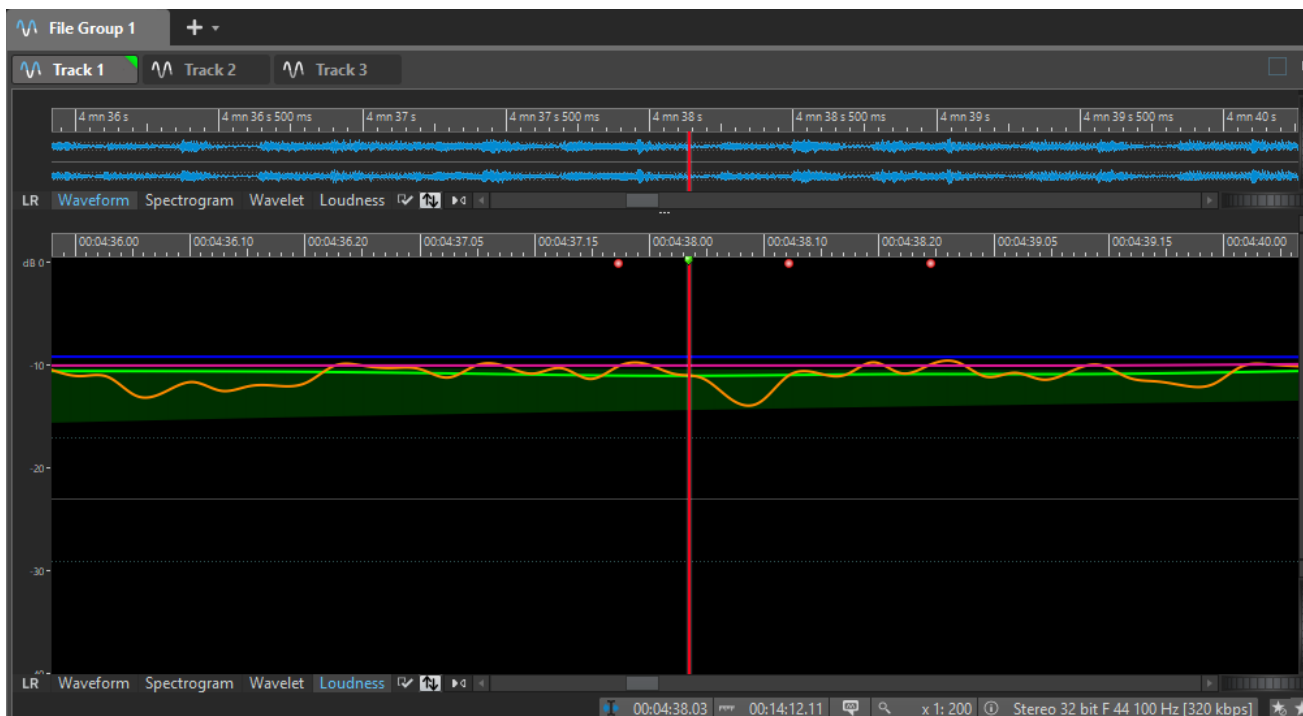 File Group 1
Track 1 Track 2 Track 3
4 mn 36 s 4 mn 36 s 500 ms 4 mn 37 s 4 mn 37 s 500 ms 4 mn 38 s 4 mn 38 s 500 ms 4 mn 39 s 4 mn 39 s 500 ms 4 mn 40 s
LR Waveform Spectrogram Wavelet Loudness
00:04:36.00 00:04:36.10 00:04:36.20 00:04:37.05 00:04:37.15 00:04:38.00 00:04:38.10 00:04:38.20 00:04:39.05 00:04:39.15 00:04:40.00
dB 0-
-10-
-20-
-30-
LR Waveform Spectrogram Wavelet Loudness
00:04:38.03 00:14:12.11 x 1: 200 Stereo 32 bit F 44 100 Hz [320 kbps]